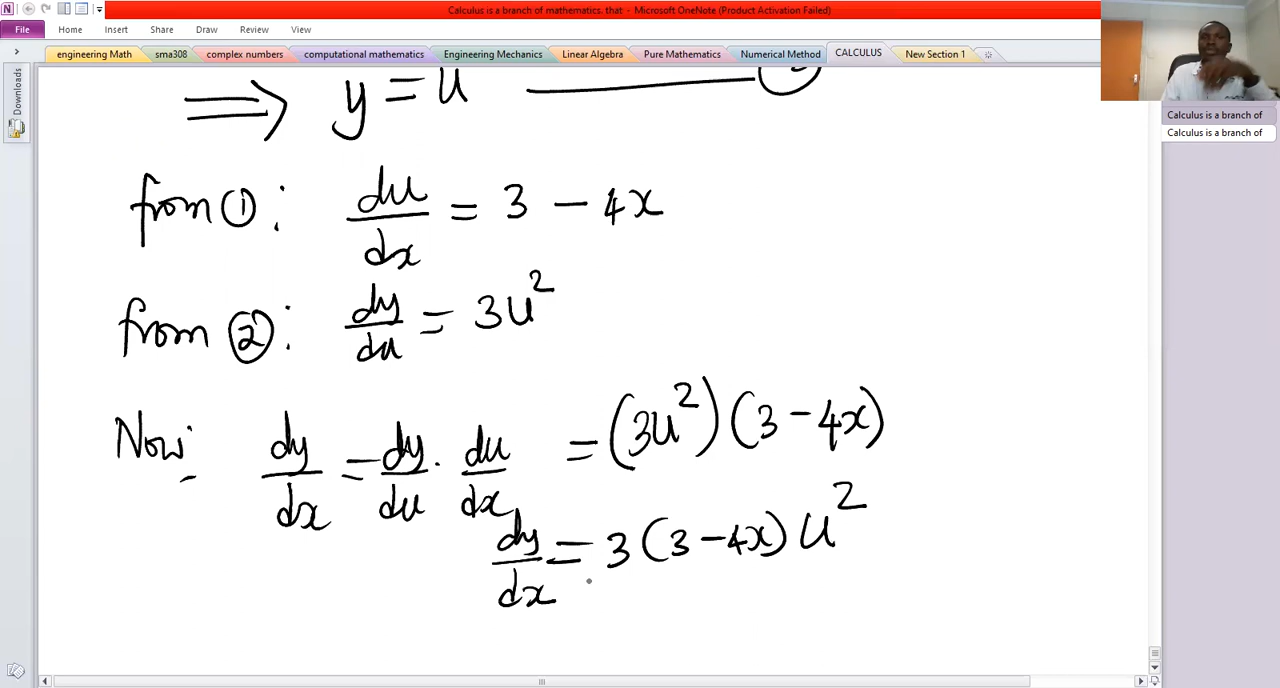 Calculus is a branch of mathematics. that - Microsoft OneNote (Product Activation Failed)
File Home Insert Share Draw Review View
engineering Math sma308 complex numbers computational mathematics Engineering Mechanics Linear Algebra Pure Mathematics Numerical Method CALCULUS New Section 1
Downloads
Calculus is a branch of
Calculus is a branch of
⟹ y = u
from ①: du/dx = 3 - 4x
from ②: dy/du = 3u²
Now dy/dx = dy/du · du/dx = (3u²)(3 - 4x)
dy/dx = 3(3 - 4x)u²